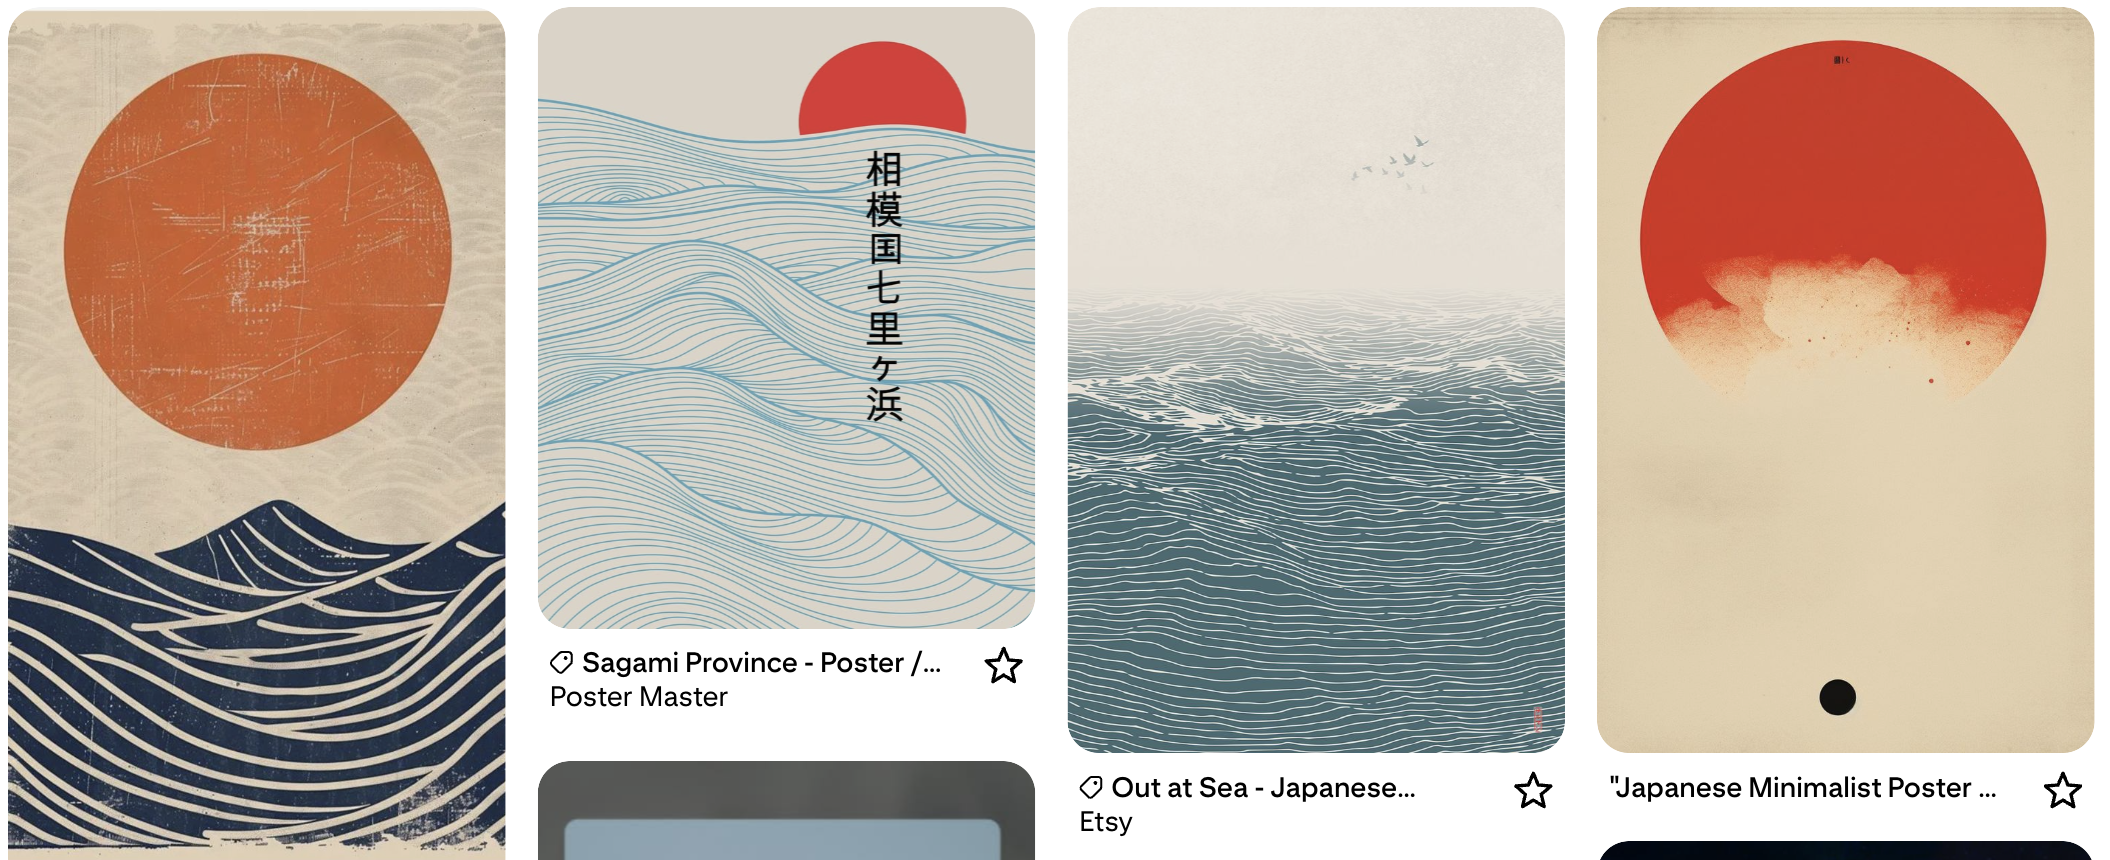 相模国七里ヶ浜
Sagami Province - Poster /...
Poster Master
Out at Sea - Japanese...
Etsy
"Japanese Minimalist Poster ...